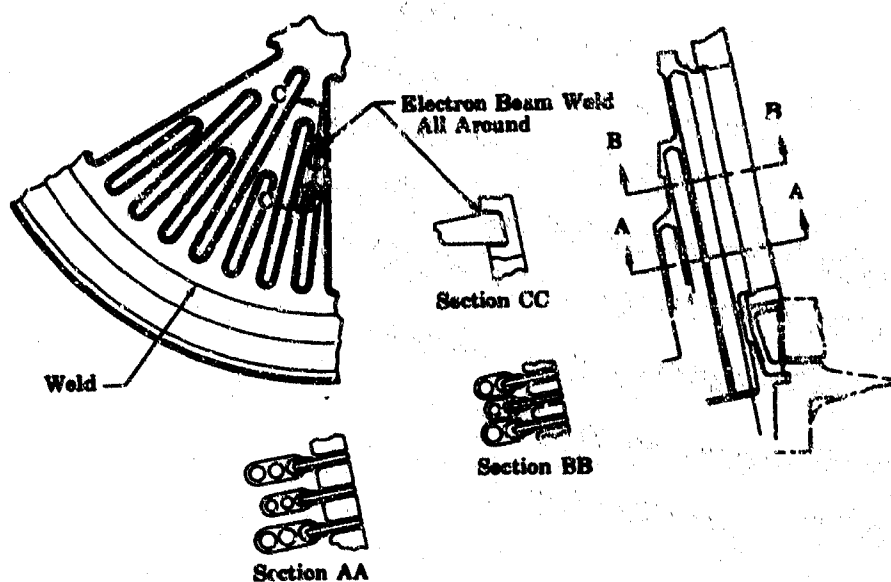 C
Electron Beam Weld
All Around
C
B
B
A
A
Section CC
Weld
Section BB
Section AA